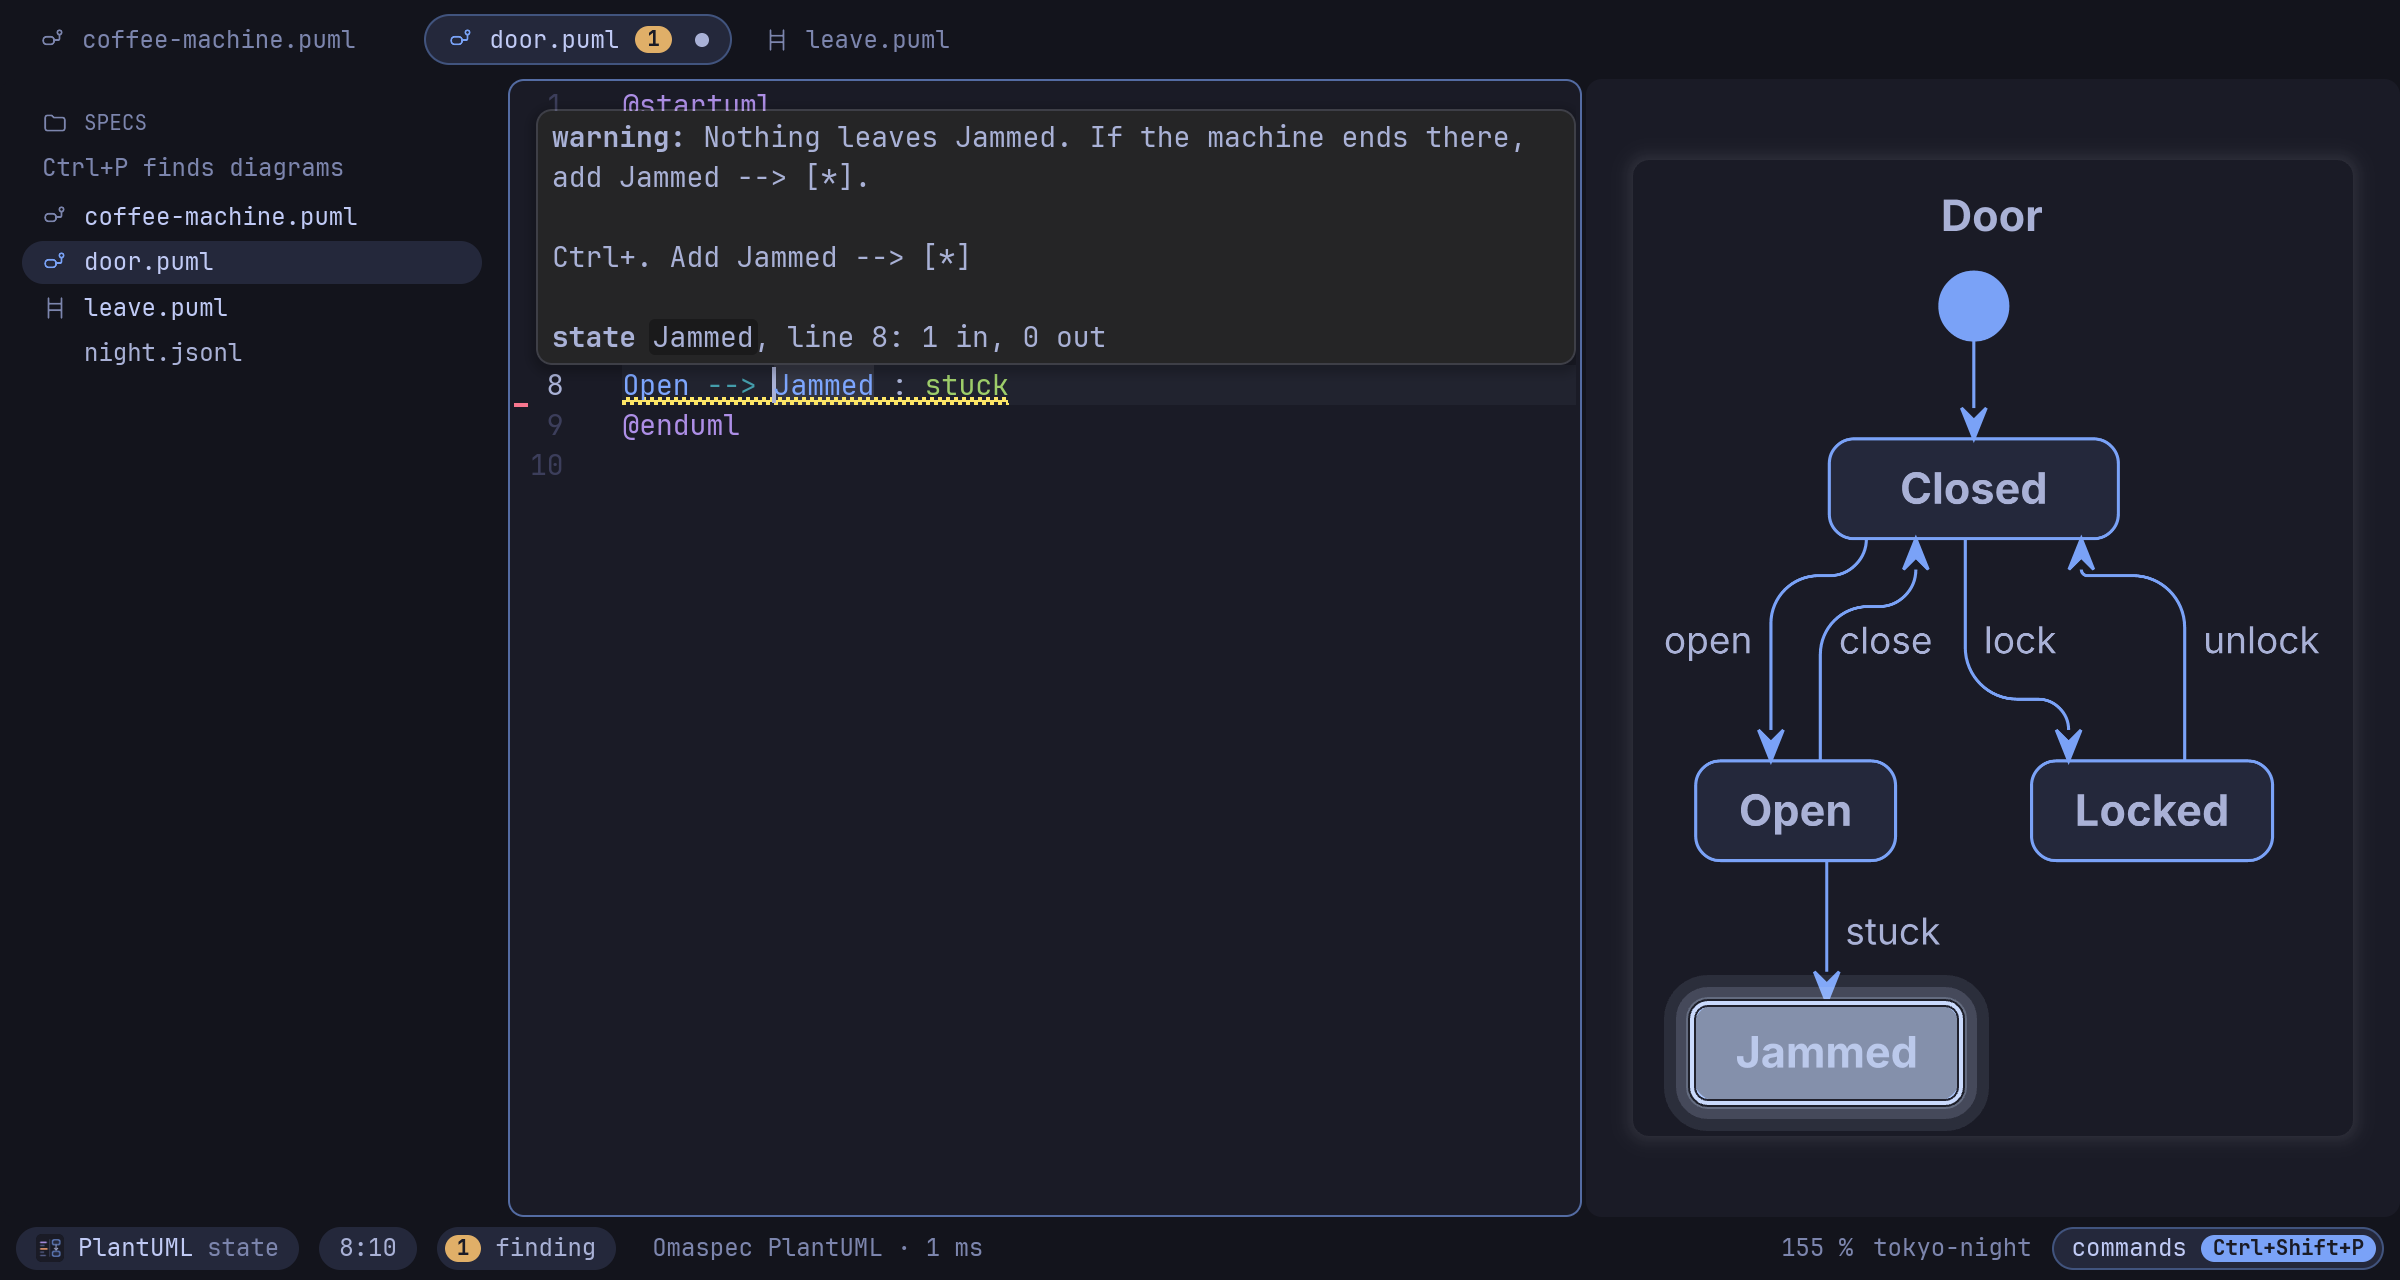 coffee-machine.puml
door.puml 1
leave.puml
SPECS
Ctrl+P finds diagrams
coffee-machine.puml
door.puml
leave.puml
night.jsonl
1 @startuml
warning: Nothing leaves Jammed. If the machine ends there,
add Jammed --> [*].
Ctrl+. Add Jammed --> [*]
state Jammed, line 8: 1 in, 0 out
8 Open --> Jammed : stuck
9 @enduml
10
Door
Closed
open
close
lock
unlock
Open
Locked
stuck
Jammed
PlantUML state
8:10
1 finding
Omaspec PlantUML · 1 ms
155 %
tokyo-night
commands Ctrl+Shift+P